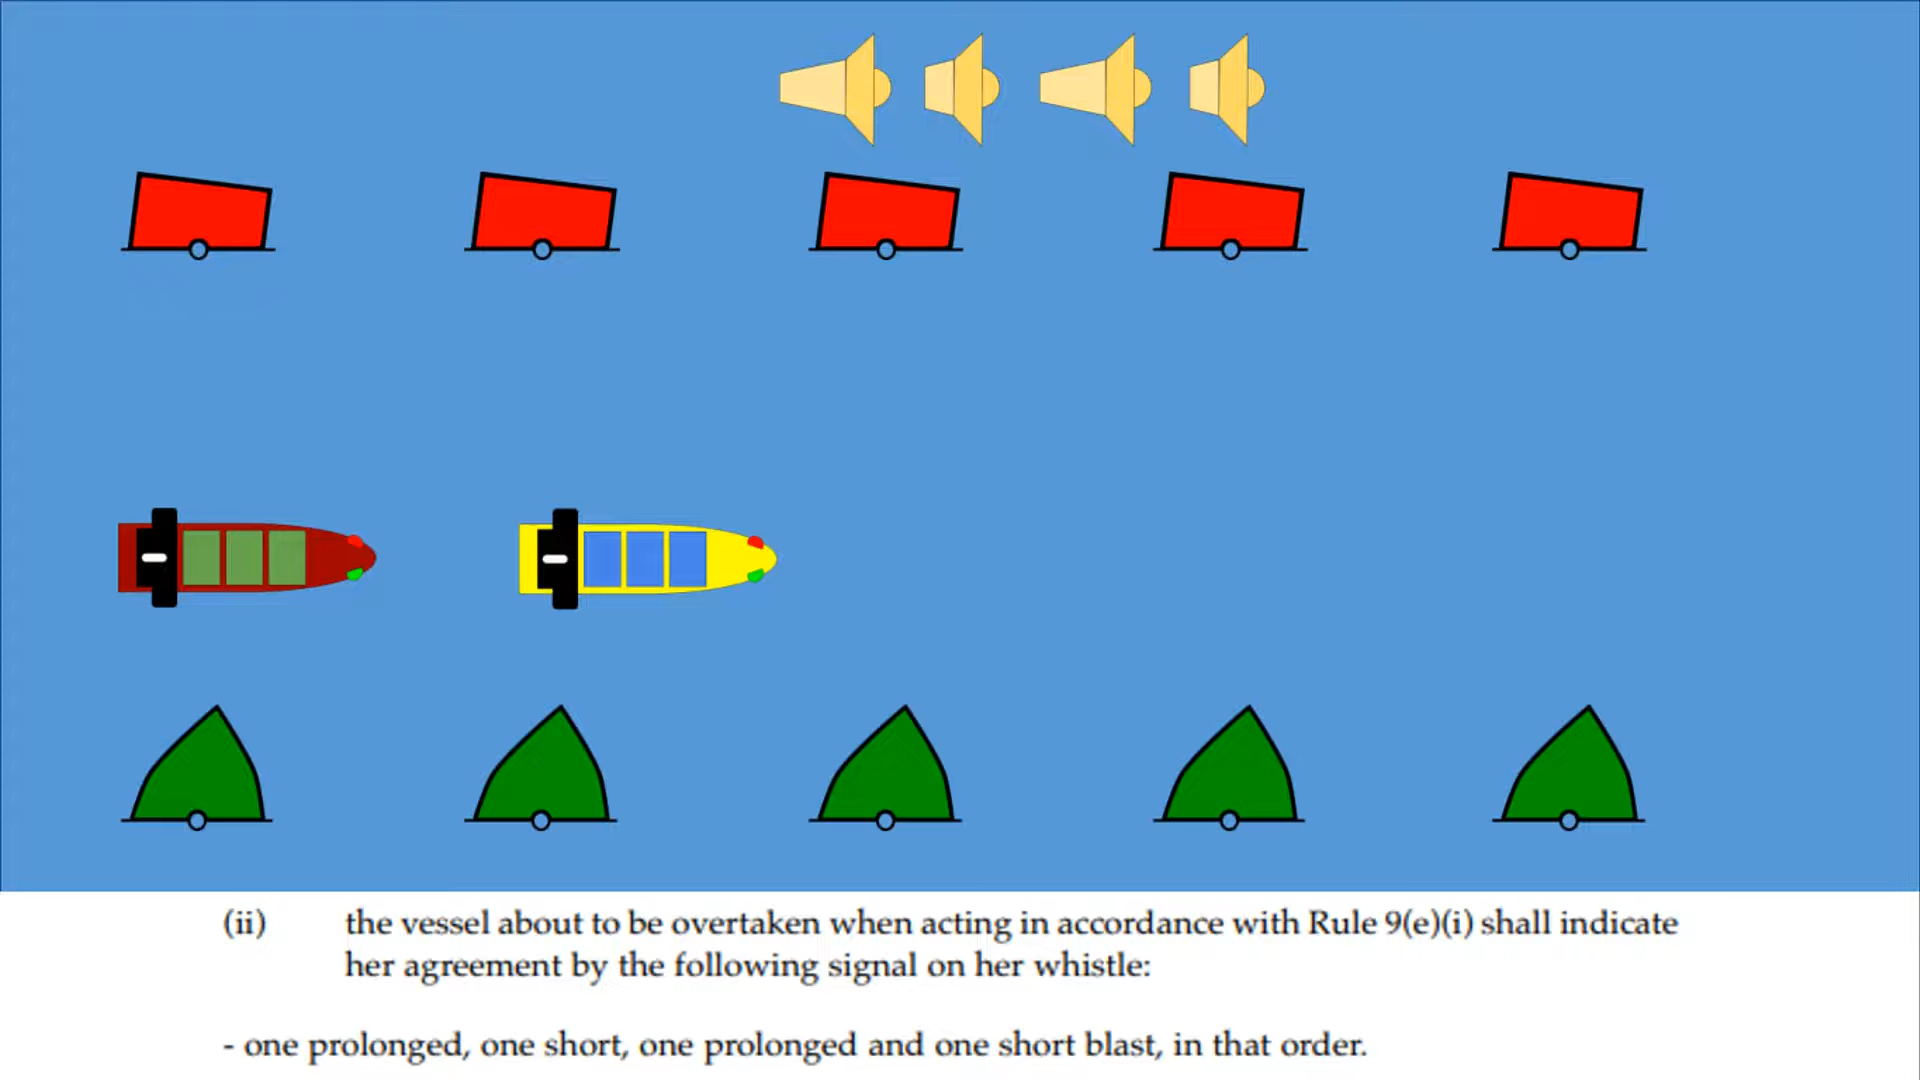 (ii) the vessel about to be overtaken when acting in accordance with Rule 9(e)(i) shall indicate
her agreement by the following signal on her whistle:
- one prolonged, one short, one prolonged and one short blast, in that order.